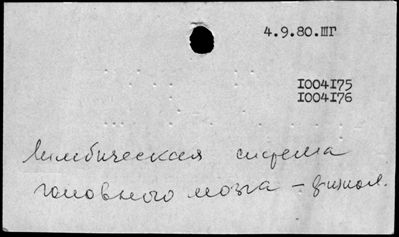 4.9.80.ШГ
I004I75
I004I76
Лимбическая система
головного мозга – физиол.